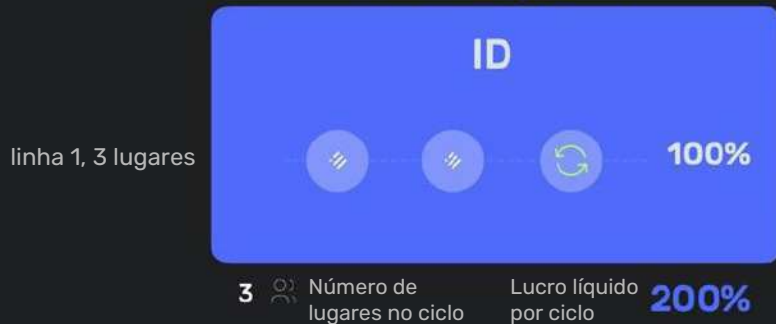 ID
linha 1, 3 lugares
100%
3
Número de
lugares no ciclo
Lucro líquido
por ciclo
200%